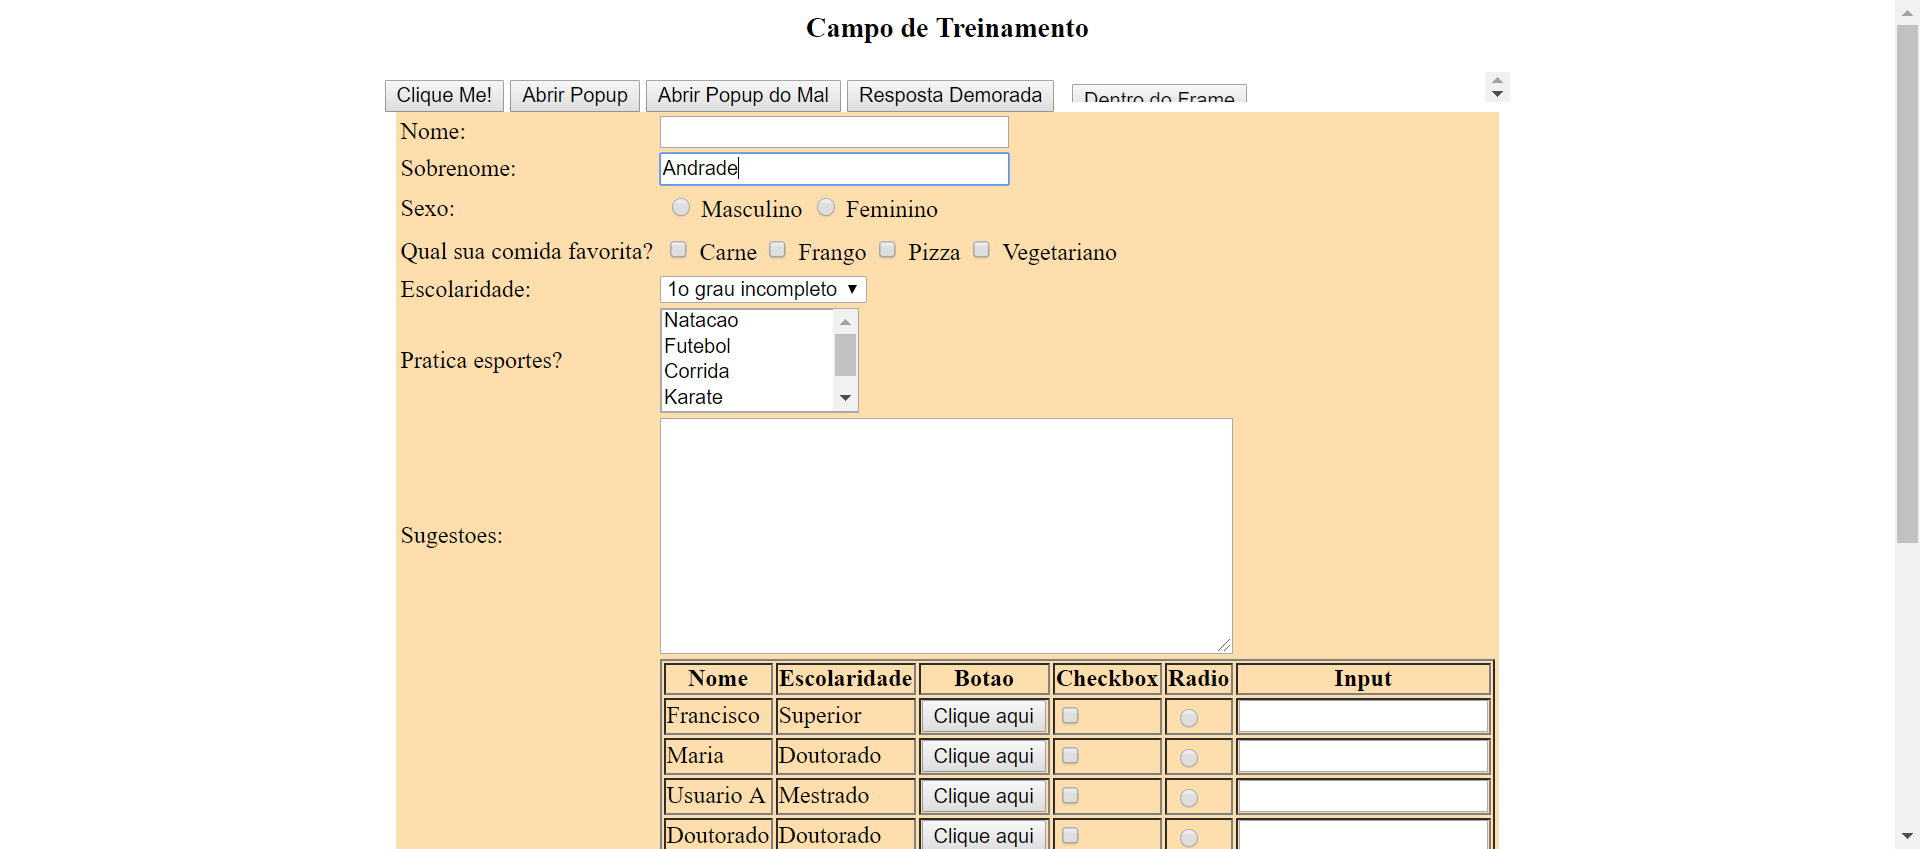 Campo de Treinamento
Clique Me! Abrir Popup Abrir Popup do Mal Resposta Demorada Dentro do Frame
Nome:
Sobrenome: Andrade
Sexo: Masculino Feminino
Qual sua comida favorita? Carne Frango Pizza Vegetariano
Escolaridade: 1o grau incompleto
Pratica esportes?
Natacao
Futebol
Corrida
Karate
Sugestoes:
Nome Escolaridade Botao Checkbox Radio Input
Francisco Superior Clique aqui
Maria Doutorado Clique aqui
Usuario A Mestrado Clique aqui
Doutorado Doutorado Clique aqui